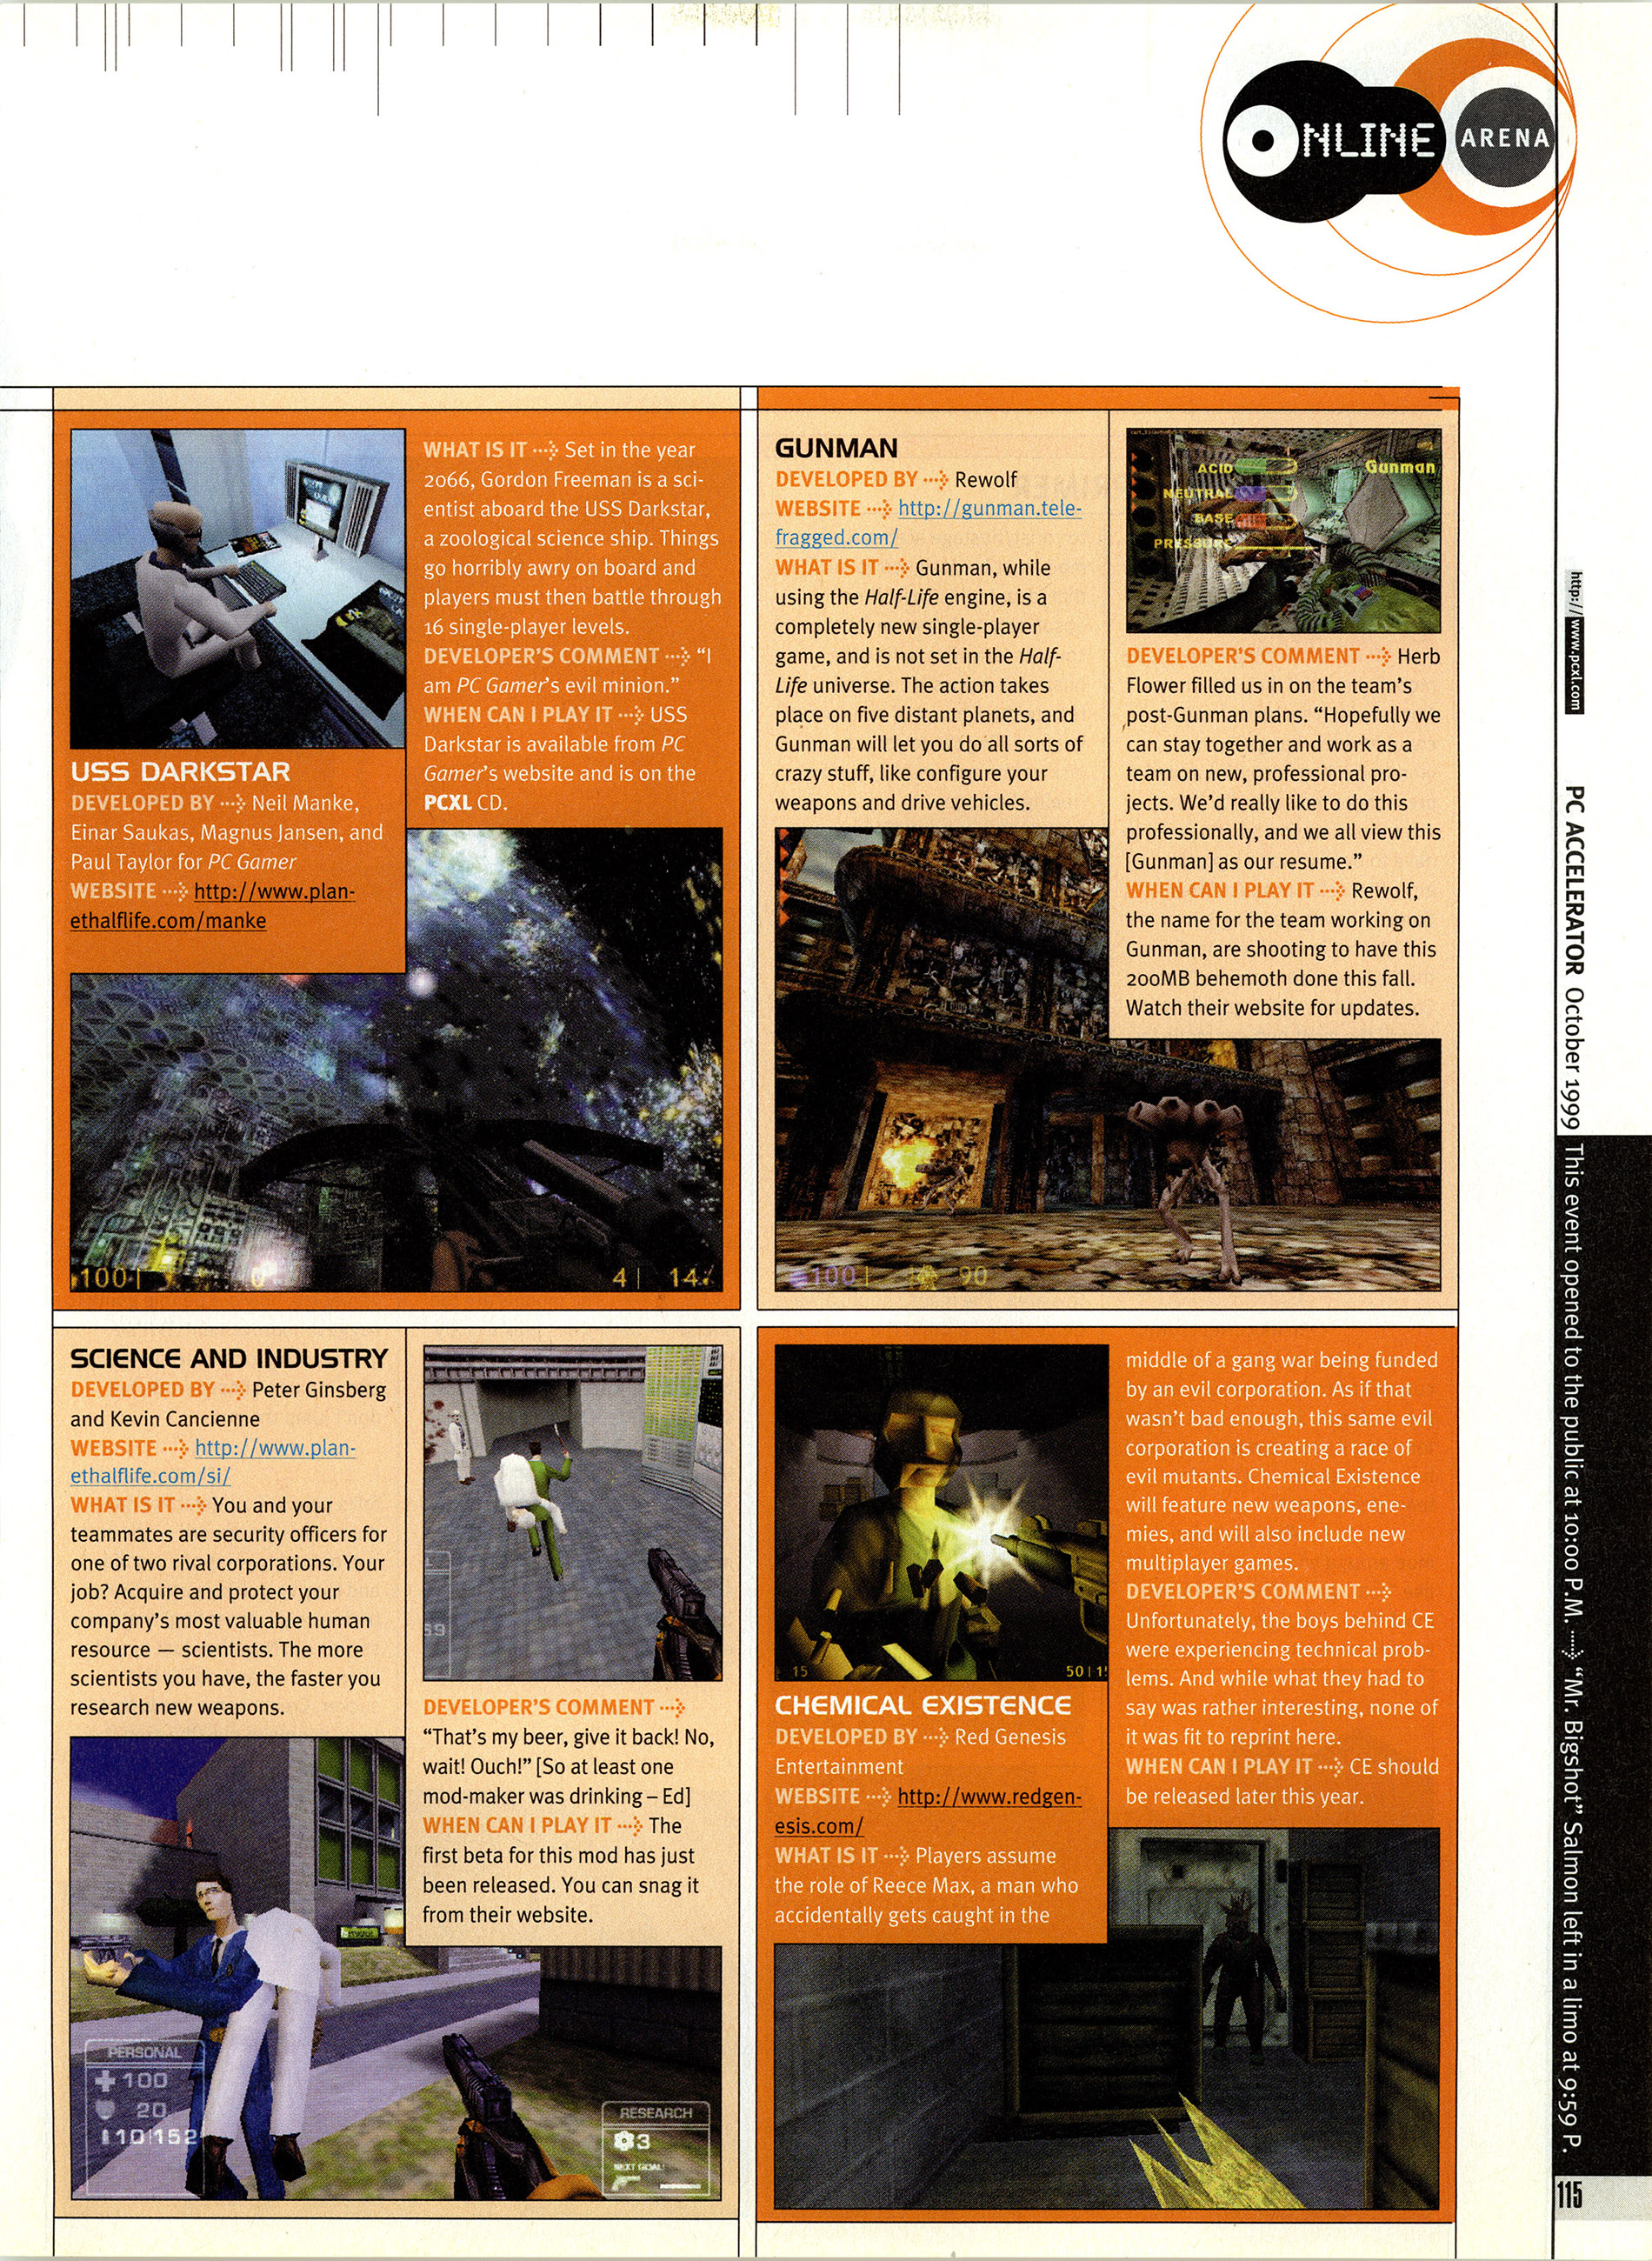 ONLINE ARENA
WHAT IS IT Set in the year
2066, Gordon Freeman is a sci-
entist aboard the USS Darkstar,
a zoological science ship. Things
go horribly awry on board and
players must then battle through
16 single-player levels.
DEVELOPER'S COMMENT “I
am PC Gamer's evil minion.”
WHEN CAN I PLAY IT USS
Darkstar is available from PC
Gamer's website and is on the
PCXL CD.
USS DARKSTAR
DEVELOPED BY Neil Manke,
Einar Saukas, Magnus Jansen, and
Paul Taylor for PC Gamer
WEBSITE http://www.plan-
ethalflife.com/manke
100
0
4 | 14
GUNMAN
DEVELOPED BY Rewolf
WEBSITE http://gunman.tele-
fragged.com/
WHAT IS IT Gunman, while
using the Half-Life engine, is a
completely new single-player
game, and is not set in the Half-
Life universe. The action takes
place on five distant planets, and
Gunman will let you do all sorts of
crazy stuff, like configure your
weapons and drive vehicles.
ACID
NEUTRAL
BASE
PRESSURE
Gunman
DEVELOPER'S COMMENT Herb
Flower filled us in on the team's
post-Gunman plans. “Hopefully we
can stay together and work as a
team on new, professional pro-
jects. We'd really like to do this
professionally, and we all view this
[Gunman] as our resume.”
WHEN CAN I PLAY IT Rewolf,
the name for the team working on
Gunman, are shooting to have this
200MB behemoth done this fall.
Watch their website for updates.
100 | 90
SCIENCE AND INDUSTRY
DEVELOPED BY Peter Ginsberg
and Kevin Cancienne
WEBSITE http://www.plan-
ethalflife.com/si/
WHAT IS IT You and your
teammates are security officers for
one of two rival corporations. Your
job? Acquire and protect your
company's most valuable human
resource — scientists. The more
scientists you have, the faster you
research new weapons.
DEVELOPER'S COMMENT
“That's my beer, give it back! No,
wait! Ouch!” [So at least one
mod-maker was drinking – Ed]
WHEN CAN I PLAY IT The
first beta for this mod has just
been released. You can snag it
from their website.
PERSONAL
100
20
10|152
RESEARCH
3
NEXT GOAL:
15
50|1
CHEMICAL EXISTENCE
DEVELOPED BY Red Genesis
Entertainment
WEBSITE http://www.redgen-
esis.com/
WHAT IS IT Players assume
the role of Reece Max, a man who
accidentally gets caught in the
middle of a gang war being funded
by an evil corporation. As if that
wasn't bad enough, this same evil
corporation is creating a race of
evil mutants. Chemical Existence
will feature new weapons, ene-
mies, and will also include new
multiplayer games.
DEVELOPER'S COMMENT
Unfortunately, the boys behind CE
were experiencing technical prob-
lems. And while what they had to
say was rather interesting, none of
it was fit to reprint here.
WHEN CAN I PLAY IT CE should
be released later this year.
http://www.pcxl.com
PC ACCELERATOR October 1999 This event opened to the public at 10:00 P.M. “Mr. Bigshot” Salmon left in a limo at 9:59 P.
115